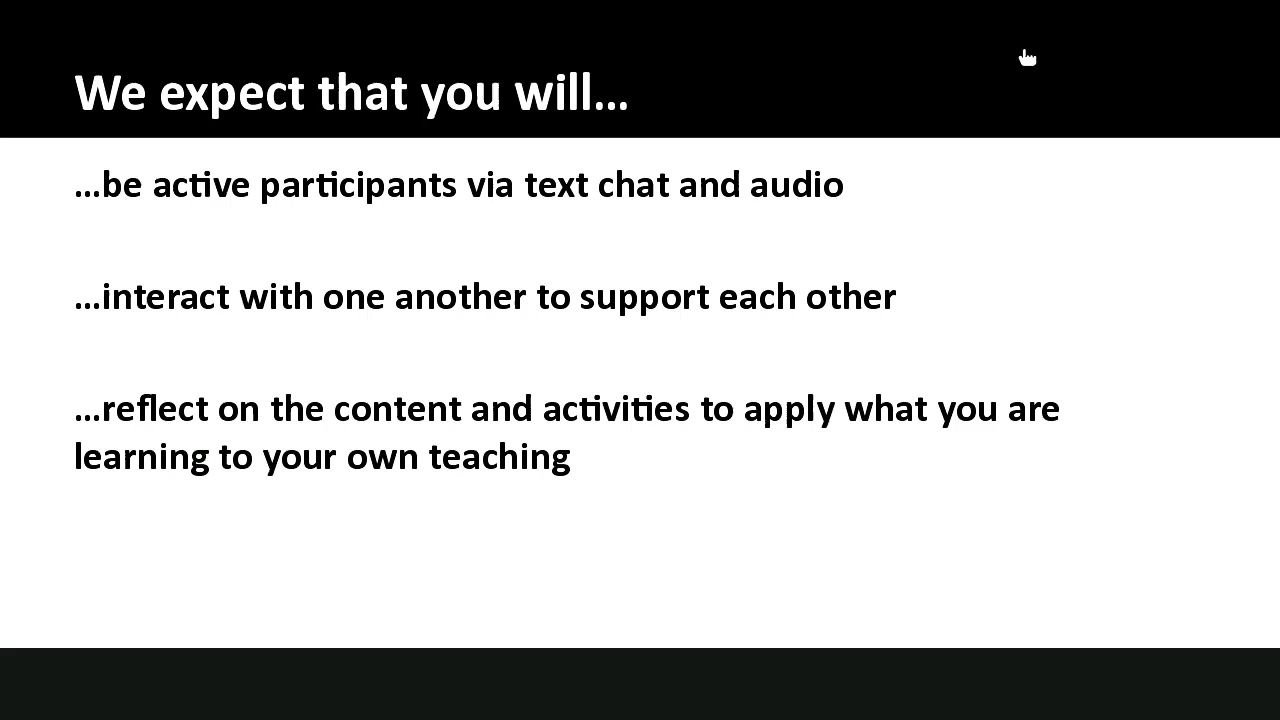 We expect that you will...
...be active participants via text chat and audio
...interact with one another to support each other
...reflect on the content and activities to apply what you are
learning to your own teaching